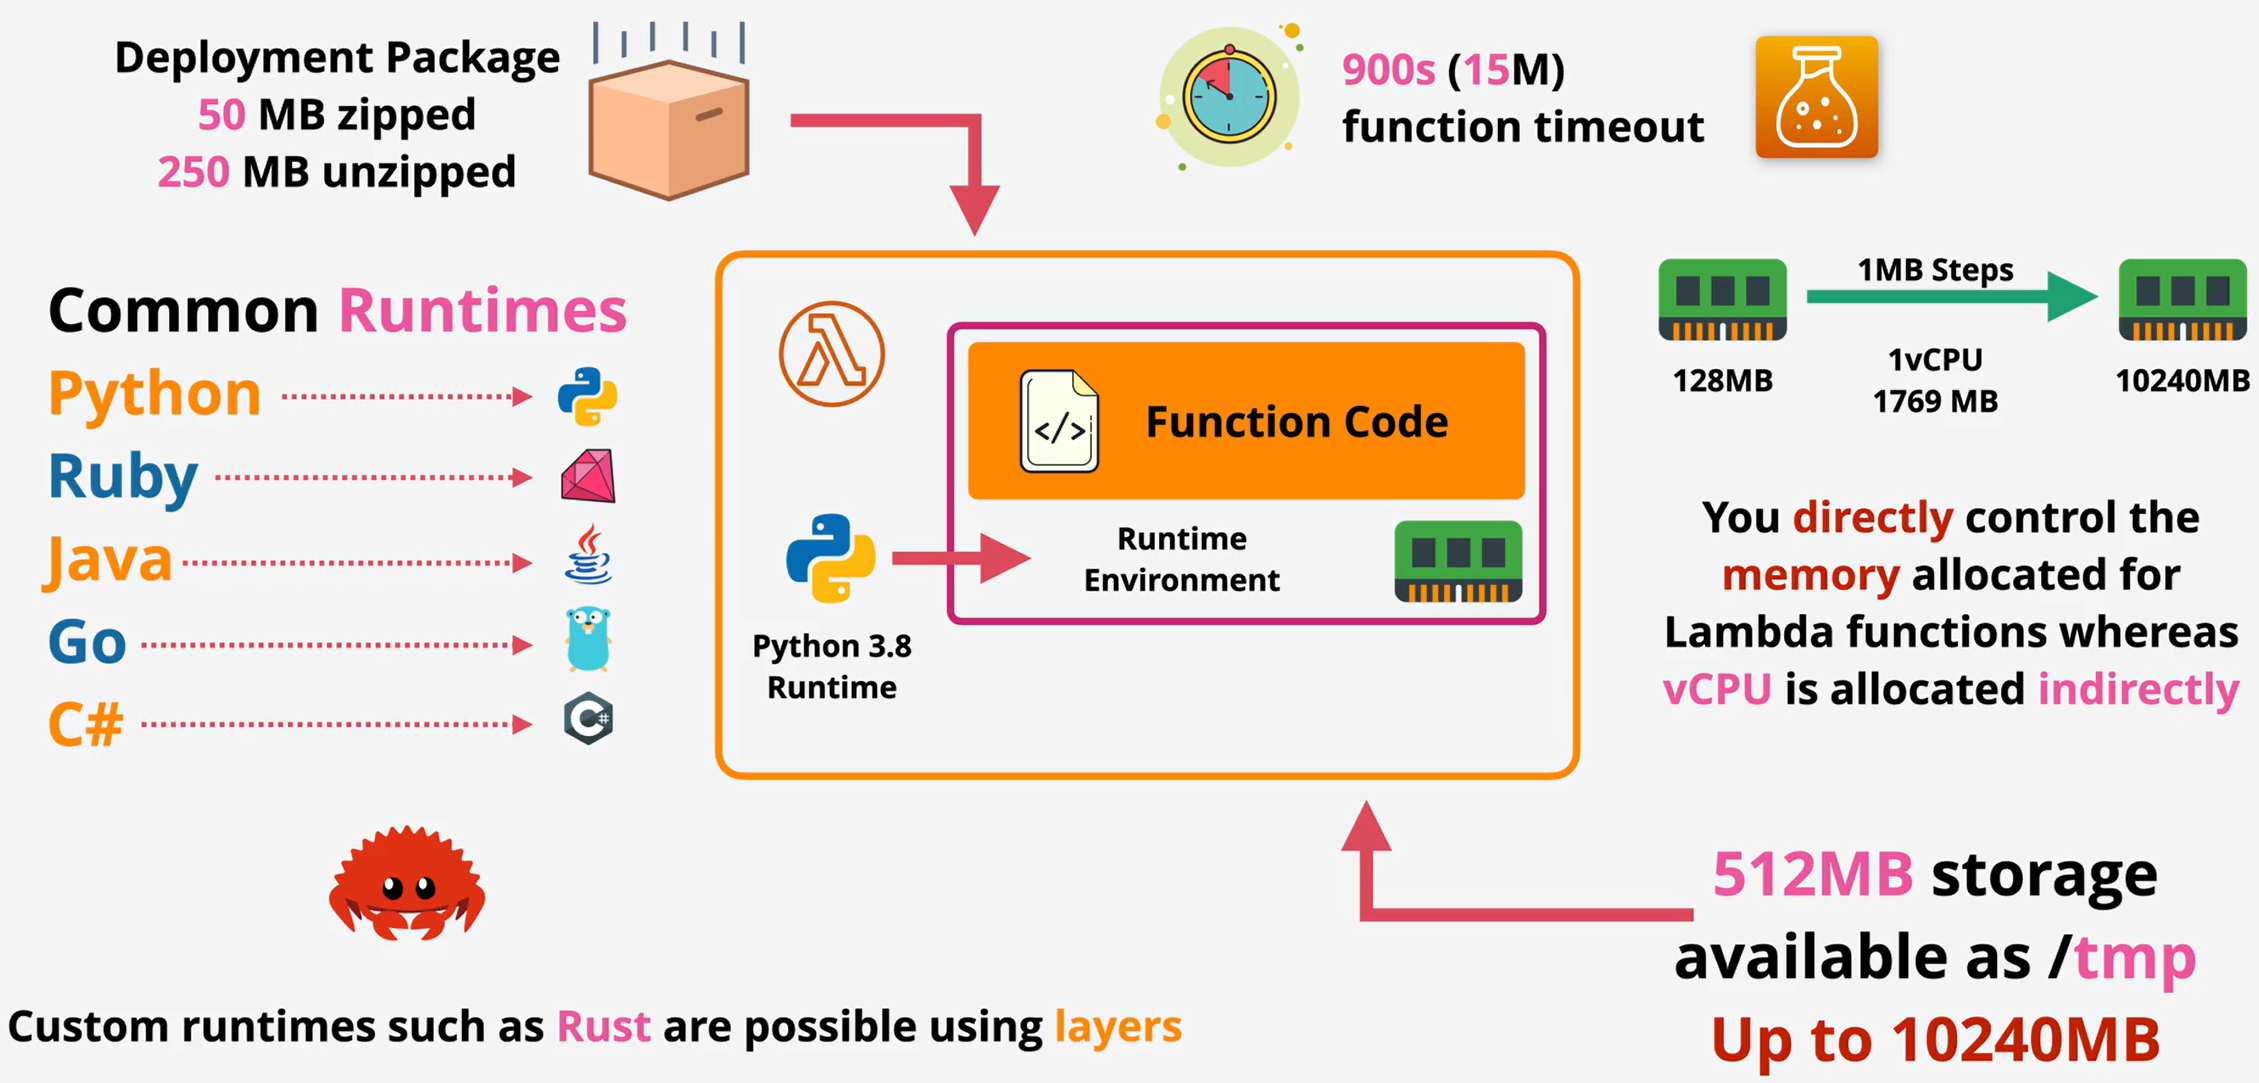 Deployment Package
50 MB zipped
250 MB unzipped
900s (15M)
function timeout
Common Runtimes
Python
Ruby
Java
Go
C#
</>
Function Code
Runtime
Environment
Python 3.8
Runtime
1MB Steps
128MB
1vCPU
1769 MB
10240MB
You directly control the
memory allocated for
Lambda functions whereas
vCPU is allocated indirectly
512MB storage
available as /tmp
Up to 10240MB
Custom runtimes such as Rust are possible using layers